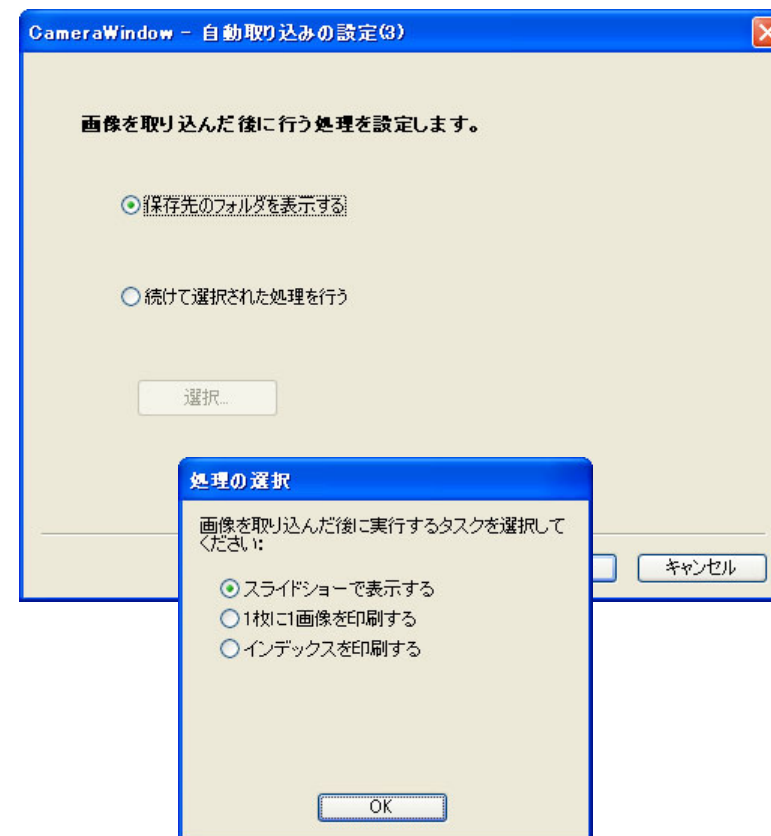 CameraWindow - 自動取り込みの設定(3)
画像を取り込んだ後に行う処理を設定します。
保存先のフォルダを表示する
続けて選択された処理を行う
選択...
処理の選択
画像を取り込んだ後に実行するタスクを選択して
ください:
キャンセル
スライドショーで表示する
1枚に1画像を印刷する
インデックスを印刷する
OK